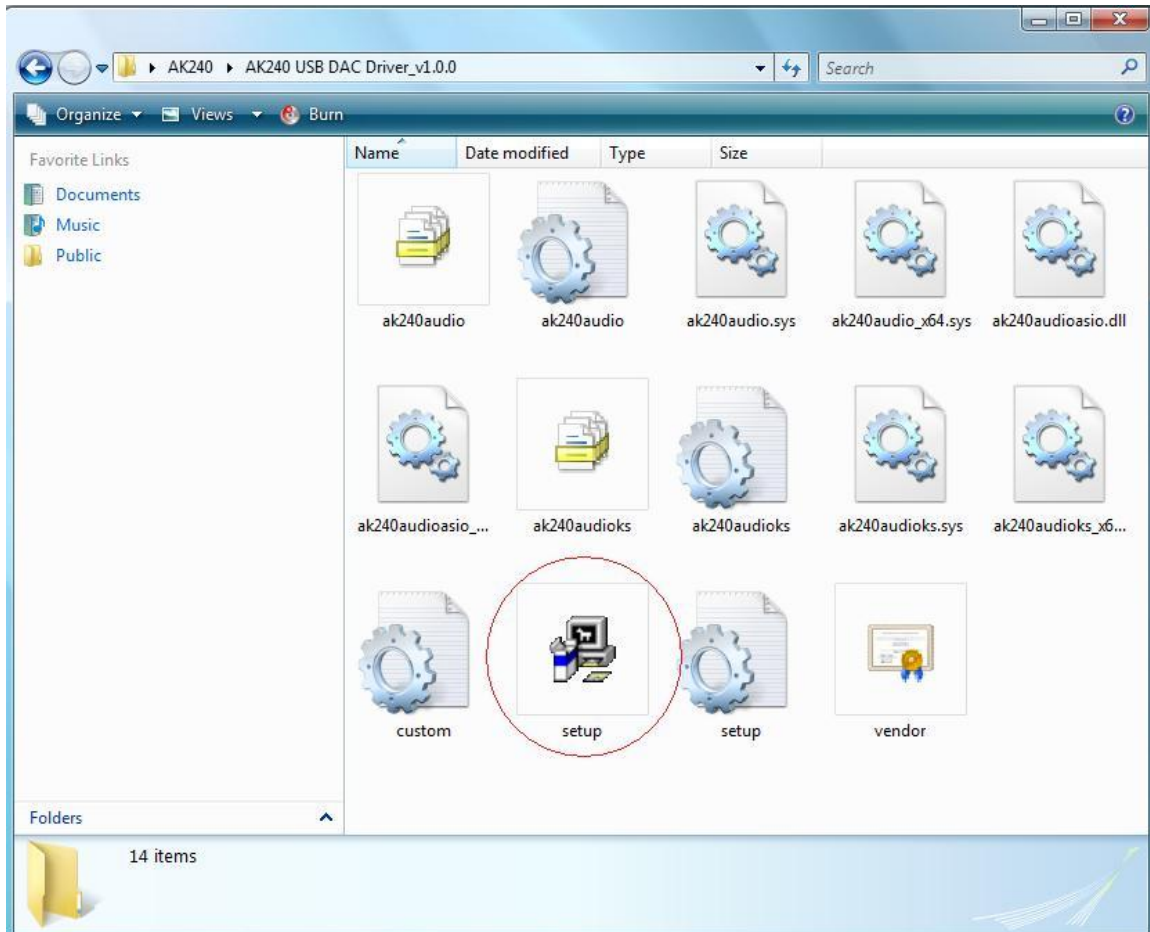 AK240 AK240 USB DAC Driver_v1.0.0 Search
Organize Views Burn
Favorite Links
Documents
Music
Public
Folders
Name Date modified Type Size
ak240audio ak240audio ak240audio.sys ak240audio_x64.sys ak240audioasio.dll
ak240audioasio_... ak240audioks ak240audioks ak240audioks.sys ak240audioks_x6...
custom setup setup vendor
14 items